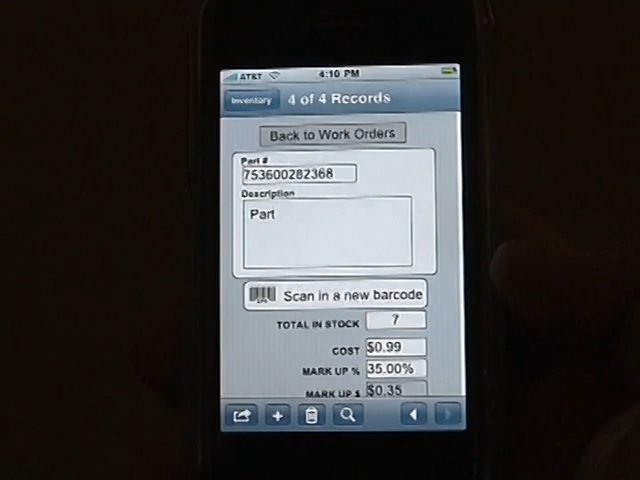 AT&T 4:10 PM
Inventory 4 of 4 Records
Back to Work Orders
Part #
753600282368
Description
Part
Scan in a new barcode
TOTAL IN STOCK 7
COST $0.99
MARK UP % 35.00%
MARK UP $ $0.35